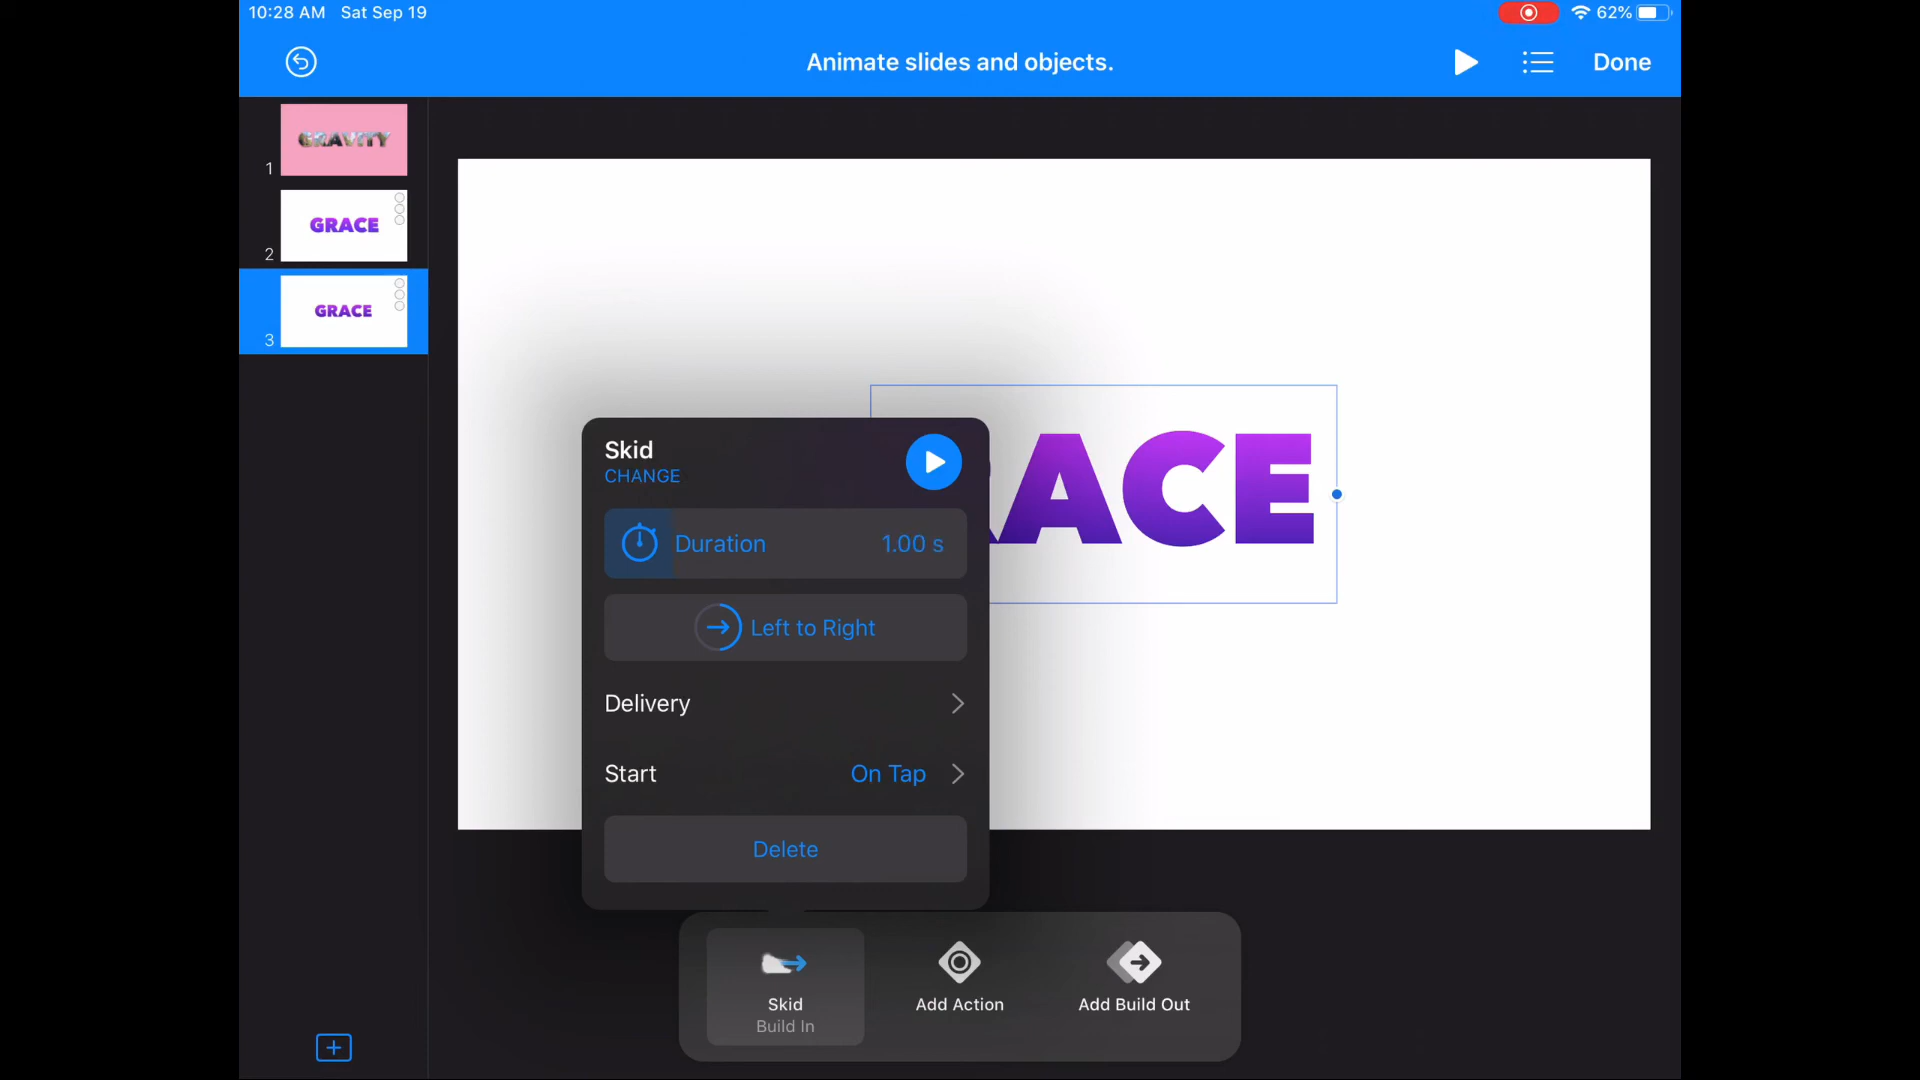 10:28 AM Sat Sep 19
62%
Animate slides and objects.
Done
GRAVITY
1
GRACE
2
GRACE
3
RACE
Skid
CHANGE
Duration 1.00 s
Left to Right
Delivery
Start On Tap
Delete
Skid
Build In
Add Action
Add Build Out